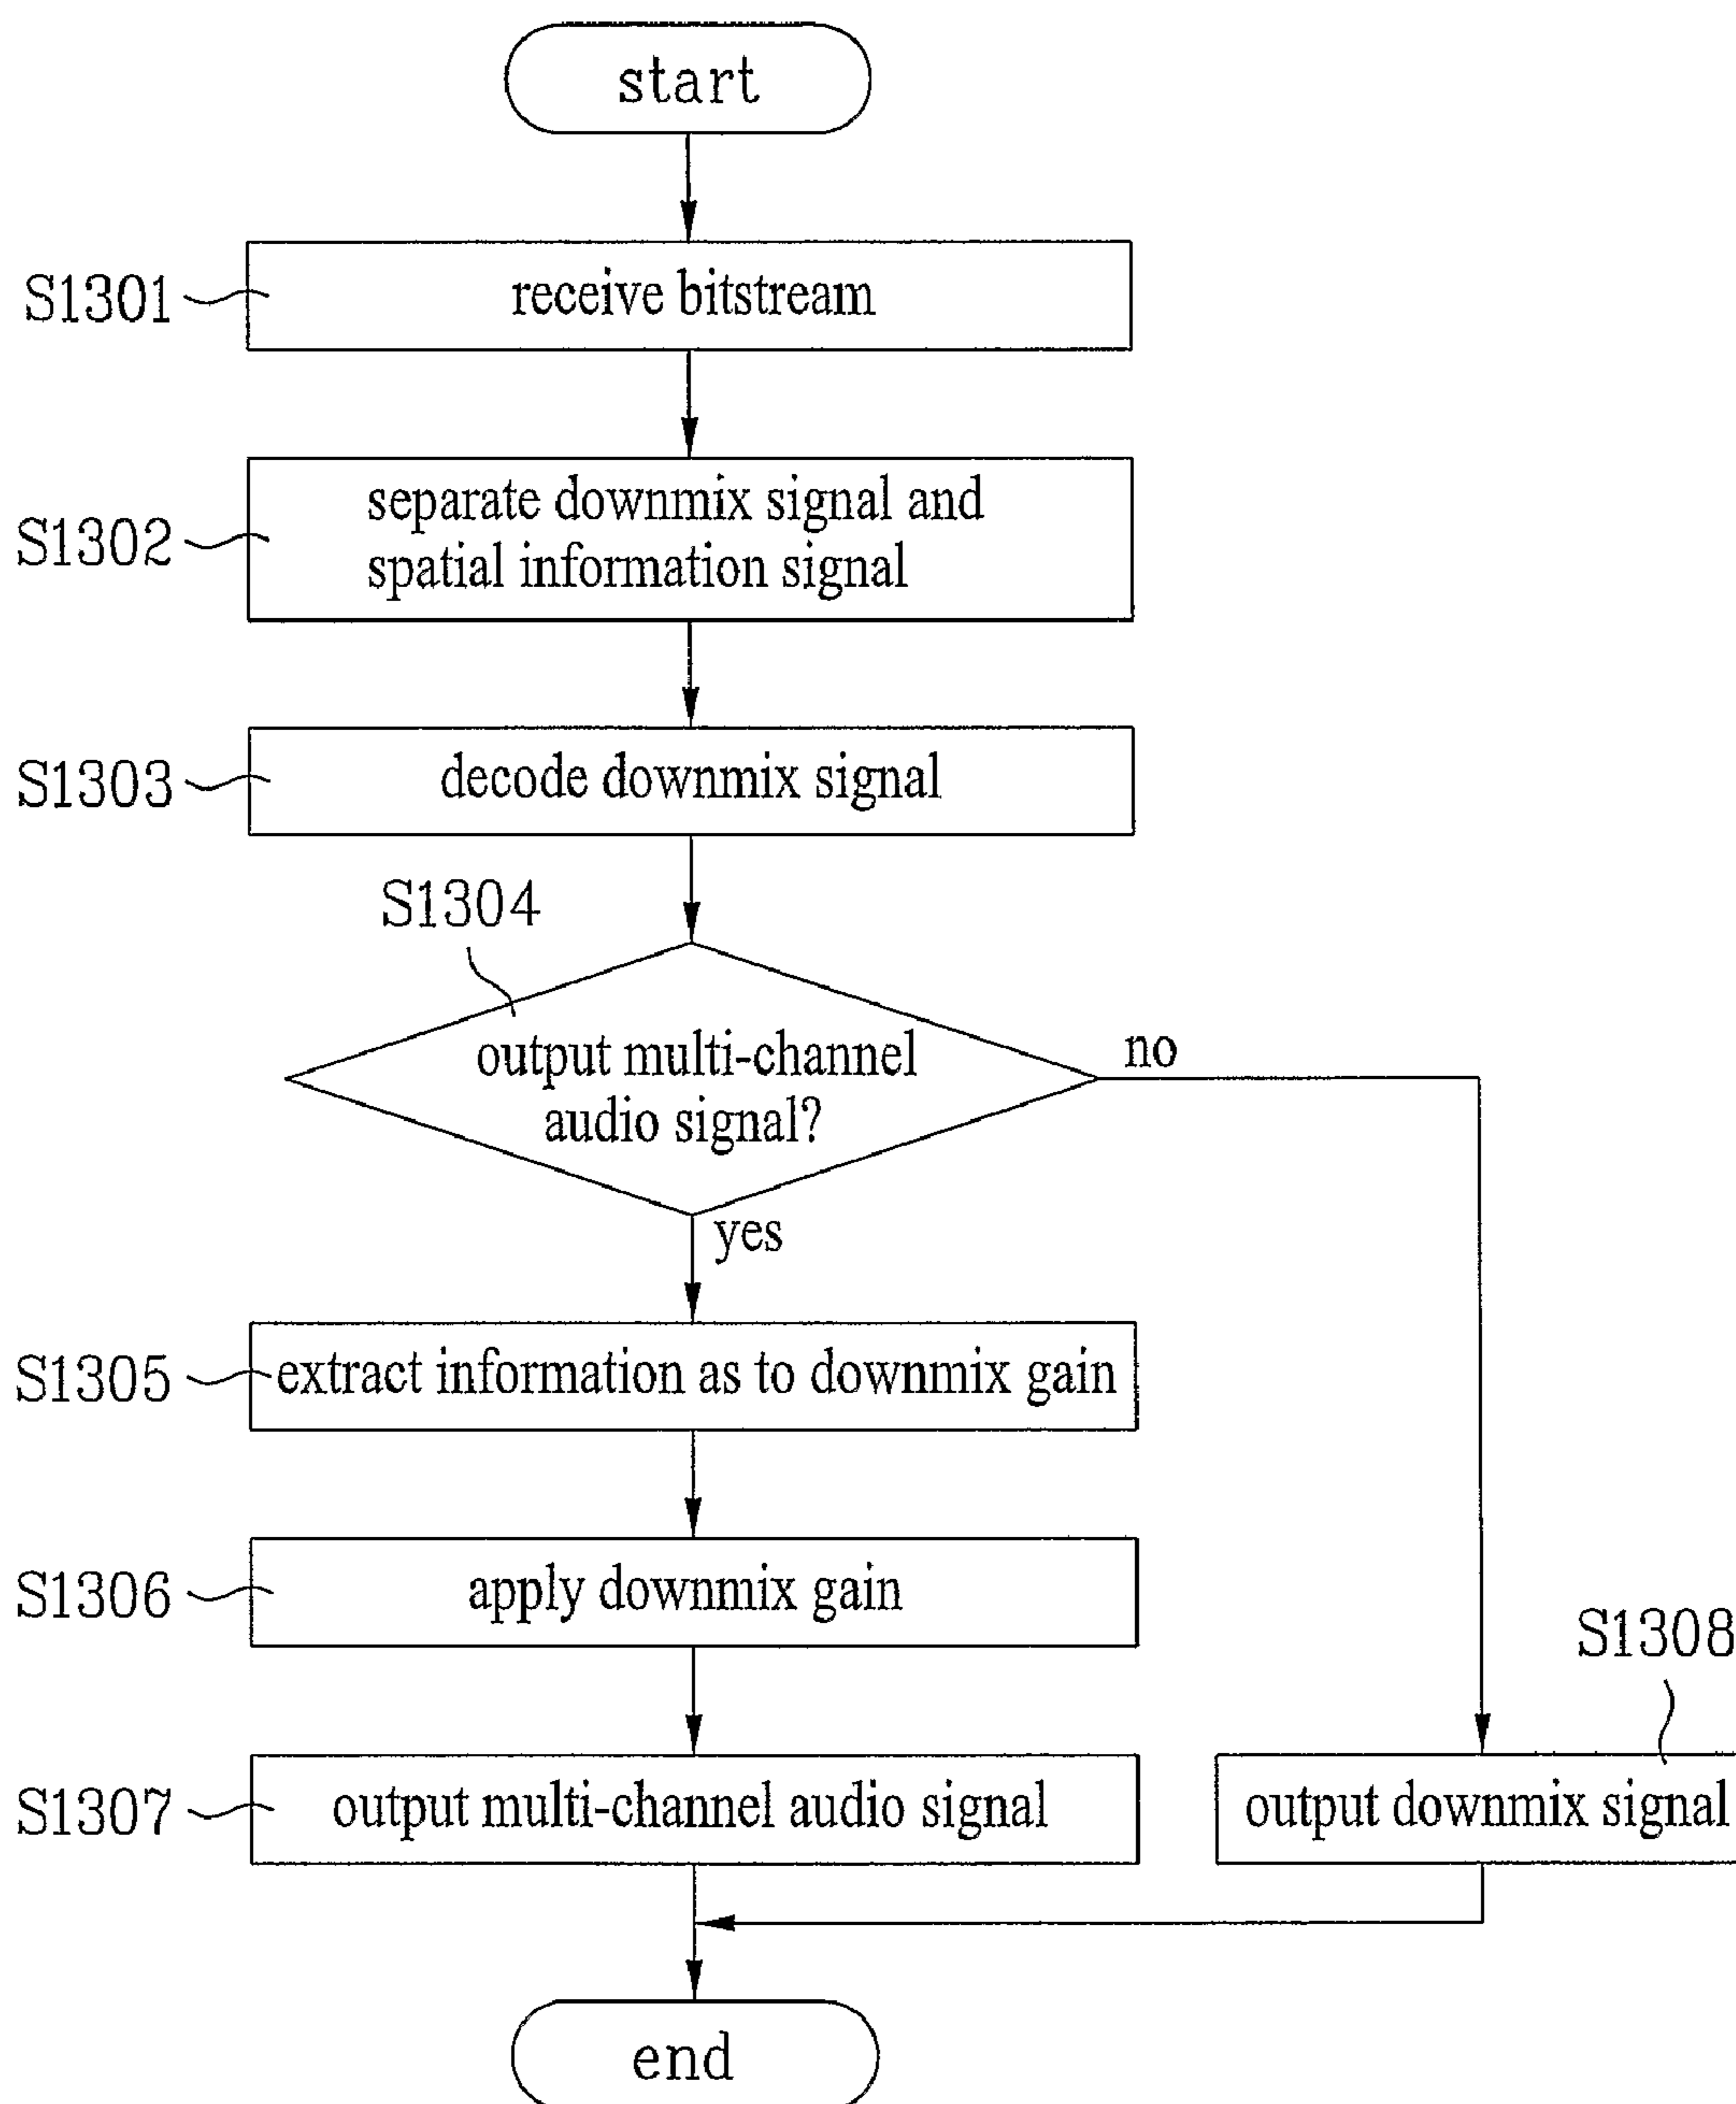 start
S1301
receive bitstream
S1302
separate downmix signal and
spatial information signal
S1303
decode downmix signal
S1304
output multi-channel
audio signal?
no
yes
S1305
extract information as to downmix gain
S1306
apply downmix gain
S1307
output multi-channel audio signal
S1308
output downmix signal
end